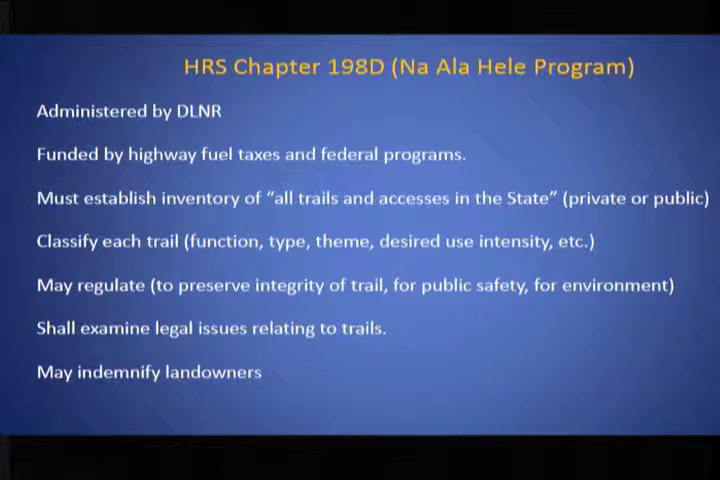 HRS Chapter 198D (Na Ala Hele Program)
Administered by DLNR
Funded by highway fuel taxes and federal programs.
Must establish inventory of “all trails and accesses in the State” (private or public)
Classify each trail (function, type, theme, desired use intensity, etc.)
May regulate (to preserve integrity of trail, for public safety, for environment)
Shall examine legal issues relating to trails.
May indemnify landowners